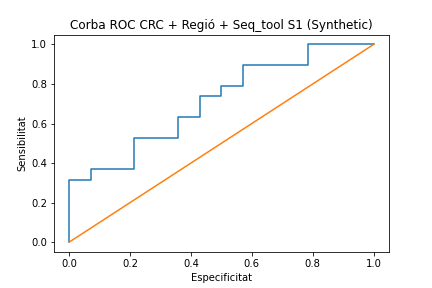 Corba ROC CRC + Regió + Seq_tool S1 (Synthetic)
1.0
0.8
0.6
0.4
0.2
0.0
Sensibilitat
0.0 0.2 0.4 0.6 0.8 1.0
Especificitat